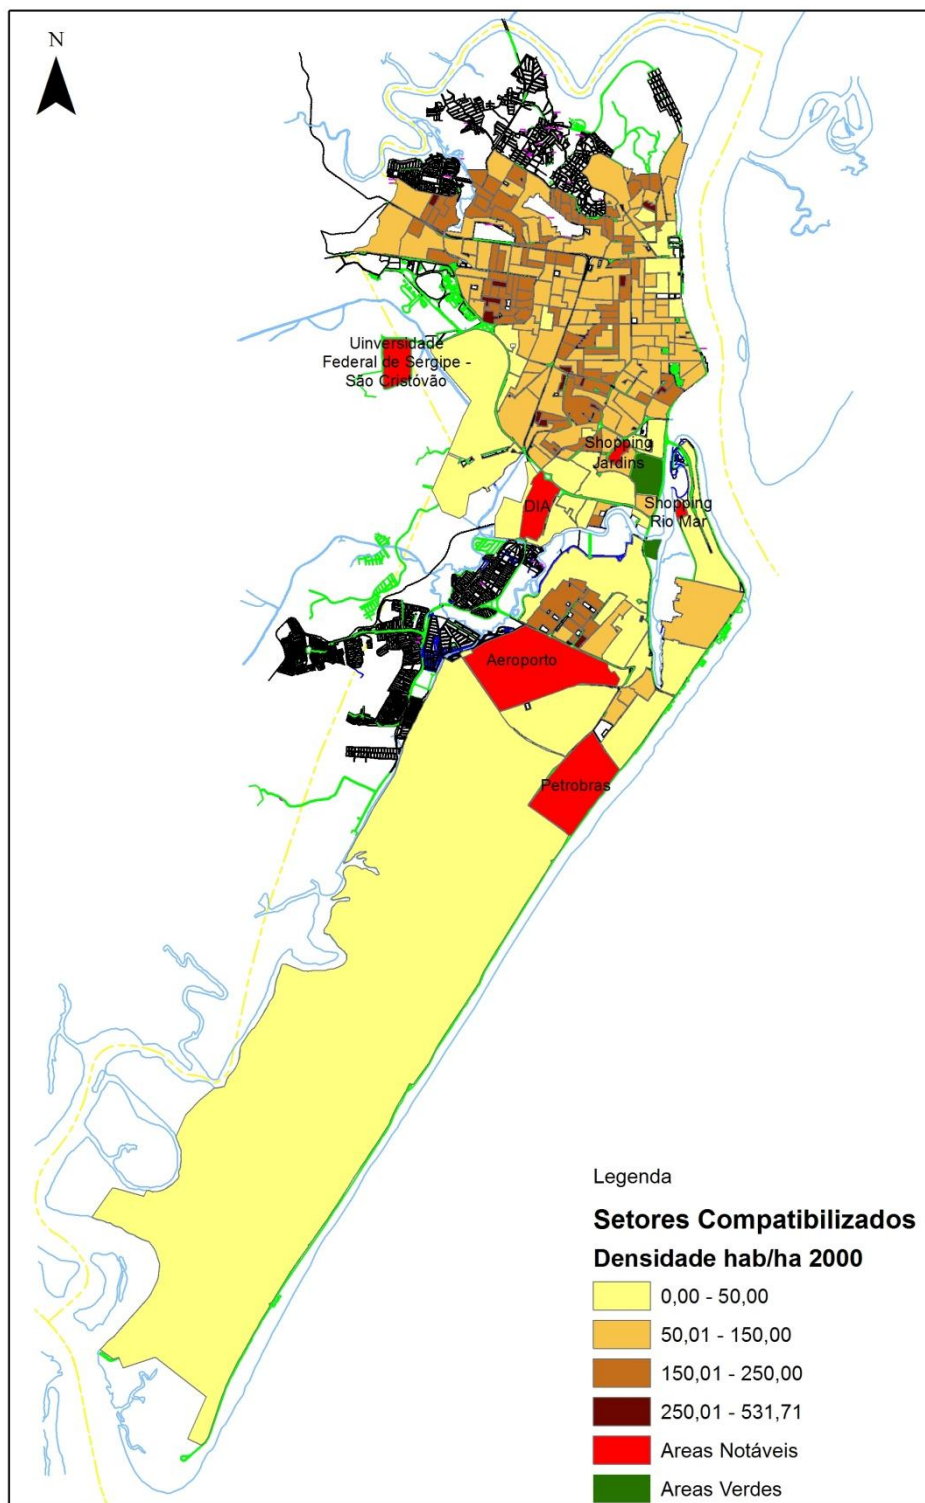 N
Uinversidade
Federal de Sergipe -
São Cristóvão
Shopping
Jardins
DIA
Shopping
Rio Mar
Aeroporto
Petrobras
Legenda
Setores Compatibilizados
Densidade hab/ha 2000
0,00 - 50,00
50,01 - 150,00
150,01 - 250,00
250,01 - 531,71
Areas Notáveis
Areas Verdes